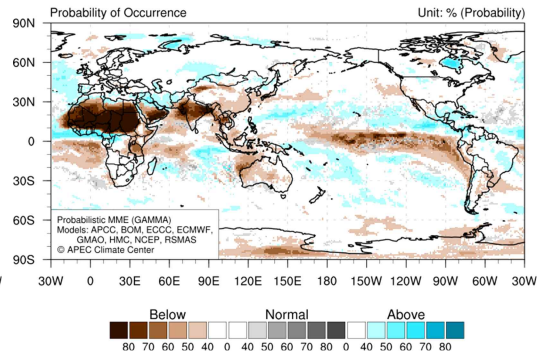 Probability of Occurrence Unit: % (Probability)
90N
60N
30N
0
30S
60S
90S
Probabilistic MME (GAMMA)
Models: APCC, BOM, ECCC, ECMWF,
GMAO, HMC, NCEP, RSMAS
© APEC Climate Center
W 30W 0 30E 60E 90E 120E 150E 180 150W 120W 90W 60W 30W
Below Normal Above
80 70 60 50 40 0 40 50 60 70 80 0 40 50 60 70 80